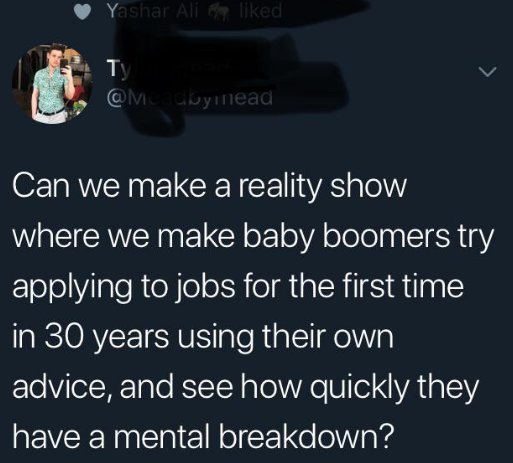 Yashar Ali liked
Ty
Can we make a reality show
where we make baby boomers try
applying to jobs for the first time
in 30 years using their own
advice, and see how quickly they
have a mental breakdown?